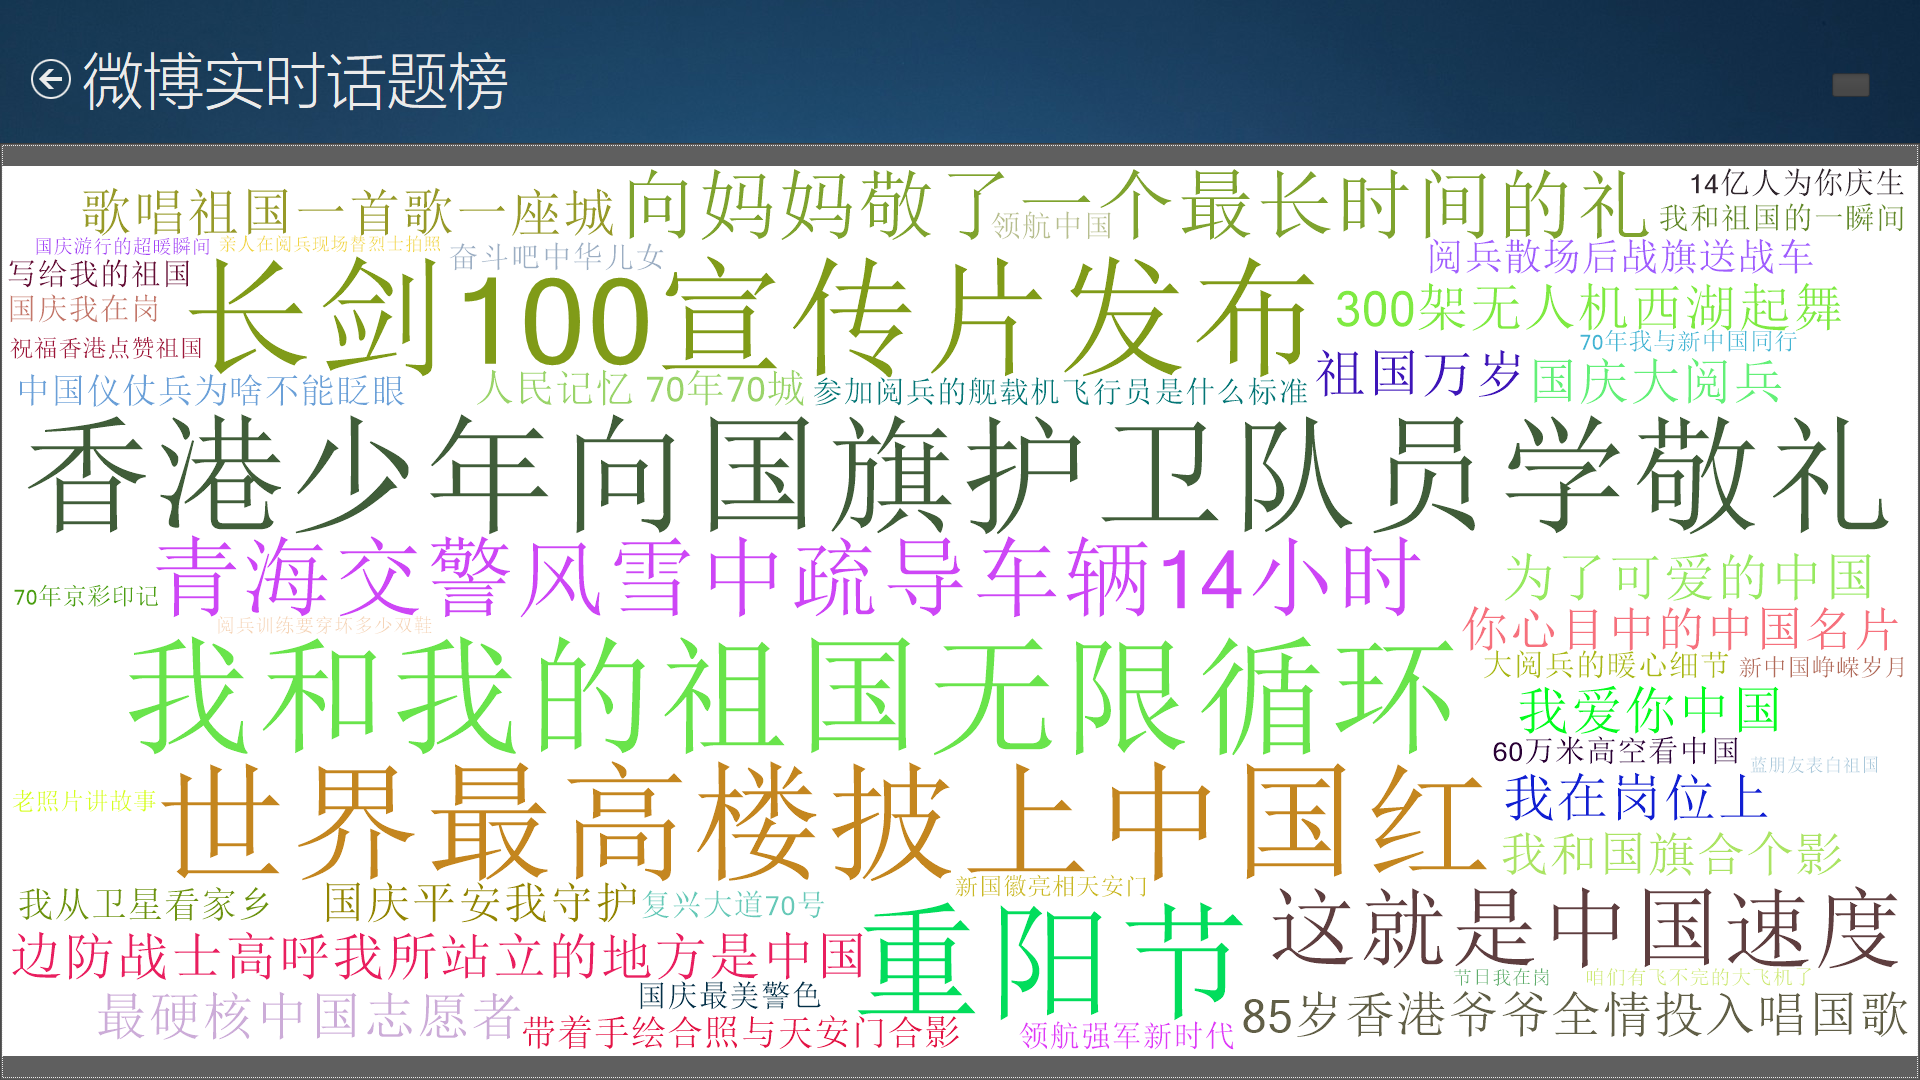 微博实时话题榜
歌唱祖国一首歌一座城
向妈妈敬了一个最长时间的礼
14亿人为你庆生
领航中国
我和祖国的一瞬间
国庆游行的超暖瞬间
亲人在阅兵现场替烈士拍照
奋斗吧中华儿女
阅兵散场后战旗送战车
写给我的祖国
长剑100宣传片发布
国庆我在岗
300架无人机西湖起舞
祝福香港点赞祖国
70年我与新中国同行
中国仪仗兵为啥不能眨眼
人民记忆 70年70城
参加阅兵的舰载机飞行员是什么标准
祖国万岁
国庆大阅兵
香港少年向国旗护卫队员学敬礼
青海交警风雪中疏导车辆14小时
为了可爱的中国
70年京彩印记
阅兵训练要穿坏多少双鞋
你心目中的中国名片
大阅兵的暖心细节
新中国峥嵘岁月
我和我的祖国无限循环
我爱你中国
60万米高空看中国
蓝朋友表白祖国
老照片讲故事
世界最高楼披上中国红
我在岗位上
我和国旗合个影
新国徽亮相天安门
我从卫星看家乡
国庆平安我守护
复兴大道70号
重阳节
这就是中国速度
边防战士高呼我所站立的地方是中国
节日我在岗
咱们有飞不完的大飞机了
国庆最美警色
最硬核中国志愿者
带着手绘合照与天安门合影
领航强军新时代
85岁香港爷爷全情投入唱国歌